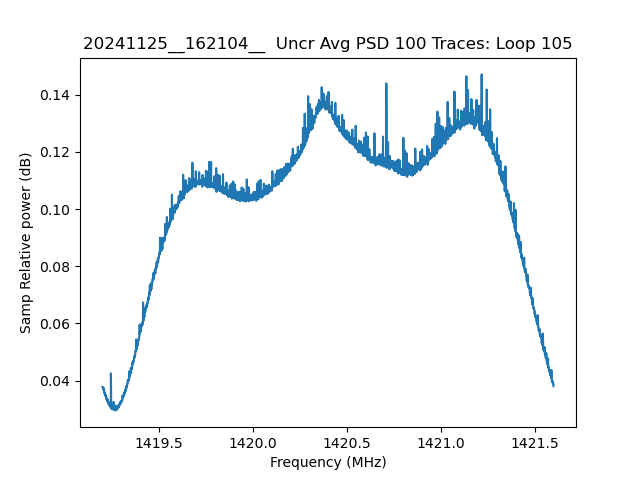 20241125__162104__  Uncr Avg PSD 100 Traces: Loop 105
Samp Relative power (dB)
0.14
0.12
0.10
0.08
0.06
0.04
1419.5 1420.0 1420.5 1421.0 1421.5
Frequency (MHz)